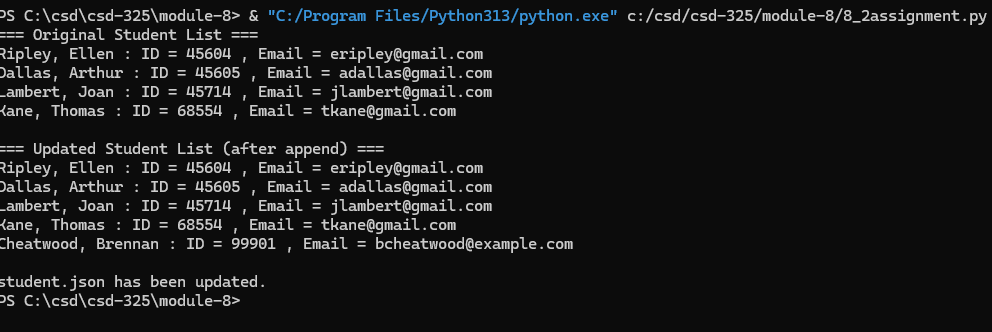 PS C:\csd\csd-325\module-8> & "C:/Program Files/Python313/python.exe" c:/csd/csd-325/module-8/8_2assignment.py
=== Original Student List ===
Ripley, Ellen : ID = 45604 , Email = eripley@gmail.com
Dallas, Arthur : ID = 45605 , Email = adallas@gmail.com
Lambert, Joan : ID = 45714 , Email = jlambert@gmail.com
Kane, Thomas : ID = 68554 , Email = tkane@gmail.com
=== Updated Student List (after append) ===
Ripley, Ellen : ID = 45604 , Email = eripley@gmail.com
Dallas, Arthur : ID = 45605 , Email = adallas@gmail.com
Lambert, Joan : ID = 45714 , Email = jlambert@gmail.com
Kane, Thomas : ID = 68554 , Email = tkane@gmail.com
Cheatwood, Brennan : ID = 99901 , Email = bcheatwood@example.com
student.json has been updated.
PS C:\csd\csd-325\module-8>